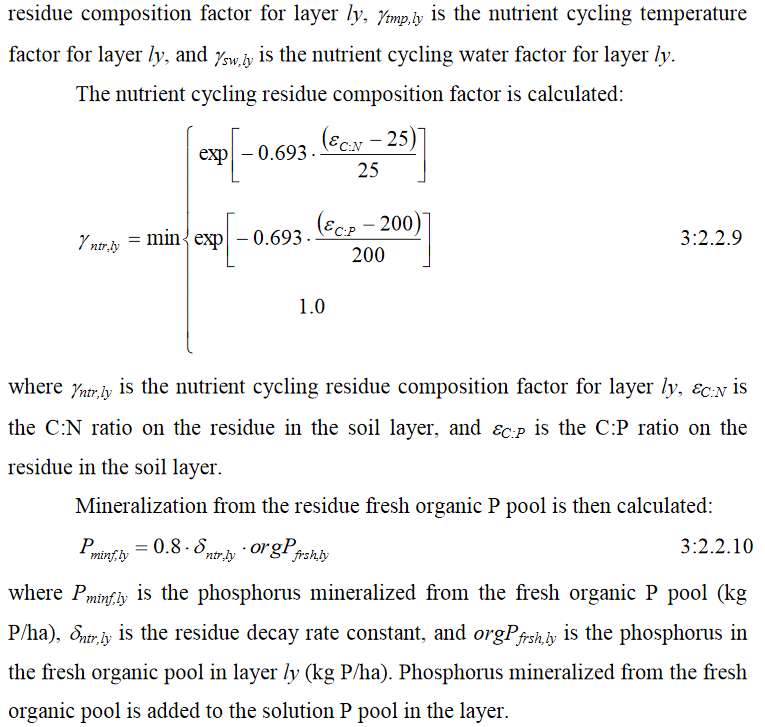 residue composition factor for layer ly, γtmp,ly is the nutrient cycling temperature
factor for layer ly, and γsw,ly is the nutrient cycling water factor for layer ly.
The nutrient cycling residue composition factor is calculated:
γntr,ly = min { exp[ − 0.693 · (εC:N − 25) / 25 ]
exp[ − 0.693 · (εC:P − 200) / 200 ] 3:2.2.9
1.0
where γntr,ly is the nutrient cycling residue composition factor for layer ly, εC:N is
the C:N ratio on the residue in the soil layer, and εC:P is the C:P ratio on the
residue in the soil layer.
Mineralization from the residue fresh organic P pool is then calculated:
Pminf,ly = 0.8 · δntr,ly · orgPfrsh,ly 3:2.2.10
where Pminf,ly is the phosphorus mineralized from the fresh organic P pool (kg
P/ha), δntr,ly is the residue decay rate constant, and orgPfrsh,ly is the phosphorus in
the fresh organic pool in layer ly (kg P/ha). Phosphorus mineralized from the fresh
organic pool is added to the solution P pool in the layer.